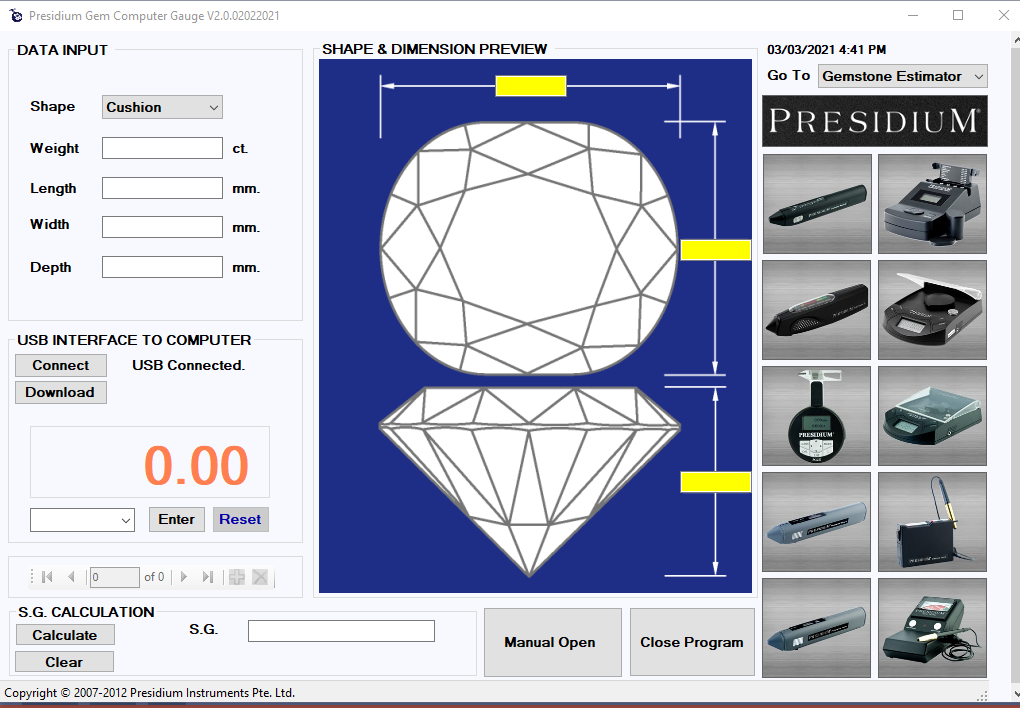 Presidium Gem Computer Gauge V2.0.02022021
DATA INPUT
Shape Cushion
Weight ct.
Length mm.
Width mm.
Depth mm.
USB INTERFACE TO COMPUTER
Connect USB Connected.
Download
0.00
Enter Reset
0 of 0
S.G. CALCULATION
Calculate S.G.
Clear
SHAPE & DIMENSION PREVIEW
Manual Open Close Program
03/03/2021 4:41 PM
Go To Gemstone Estimator
PRESIDIUM
PRESIDIUM
Copyright © 2007-2012 Presidium Instruments Pte. Ltd.